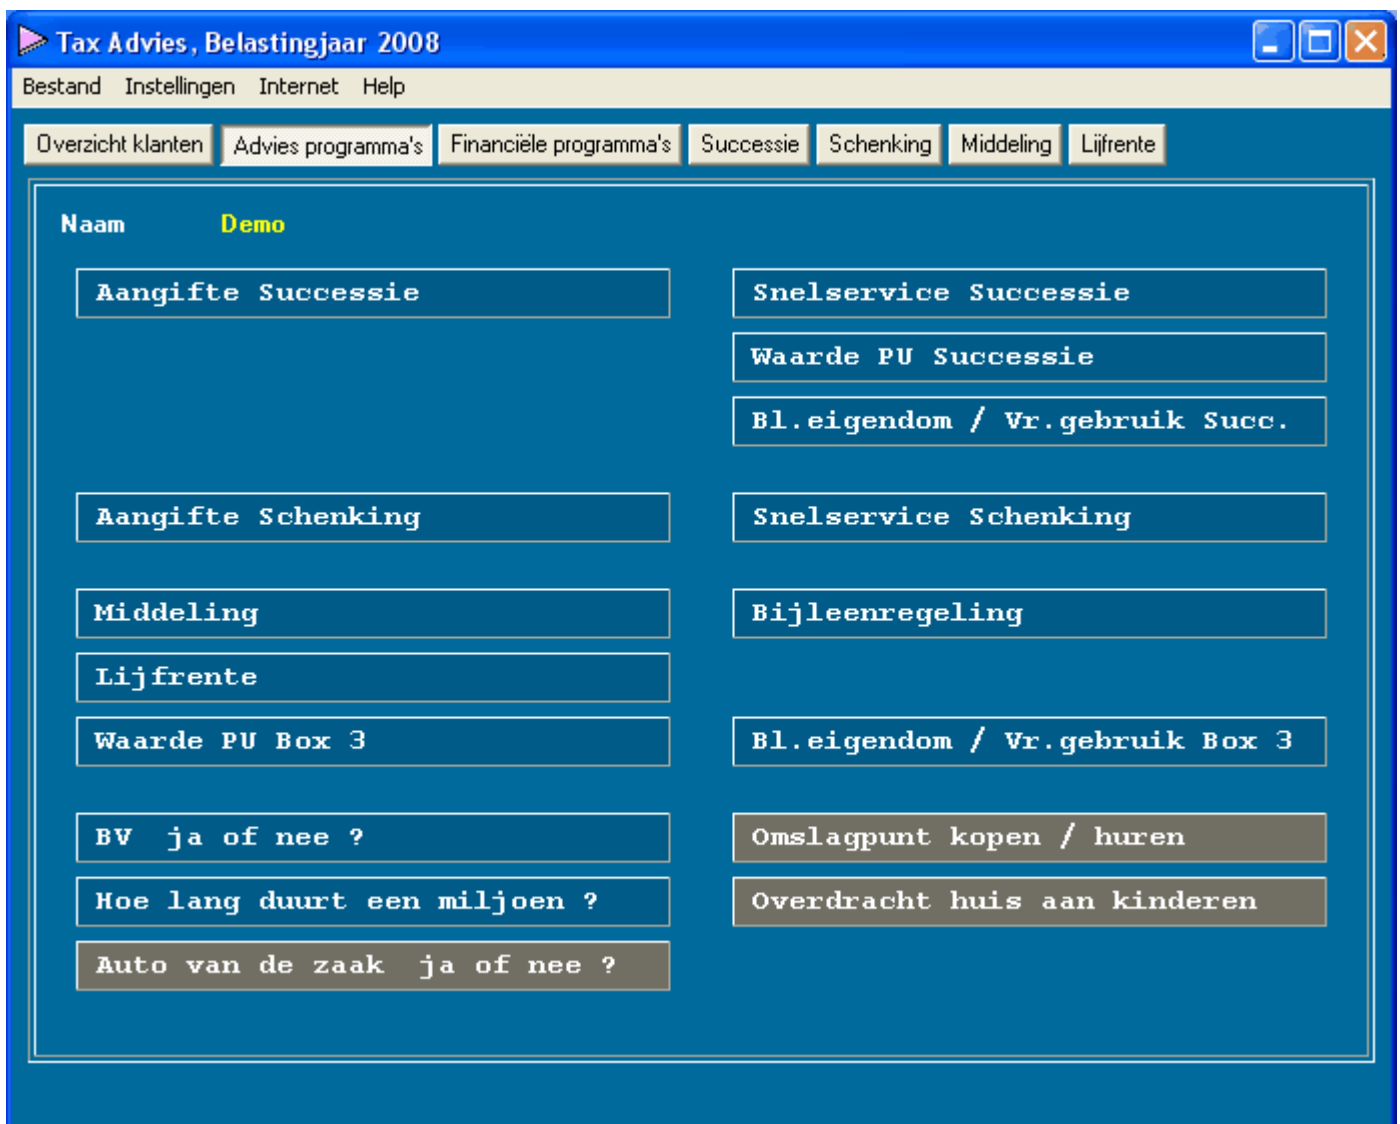 Tax Advies, Belastingjaar 2008
Bestand Instellingen Internet Help
Overzicht klanten Advies programma's Financiële programma's Successie Schenking Middeling Lijfrente
Naam Demo
Aangifte Successie Snelservice Successie
Waarde PU Successie
Bl.eigendom / Vr.gebruik Succ.
Aangifte Schenking Snelservice Schenking
Middeling Bijleenregeling
Lijfrente
Waarde PU Box 3 Bl.eigendom / Vr.gebruik Box 3
BV ja of nee ? Omslagpunt kopen / huren
Hoe lang duurt een miljoen ? Overdracht huis aan kinderen
Auto van de zaak ja of nee ?